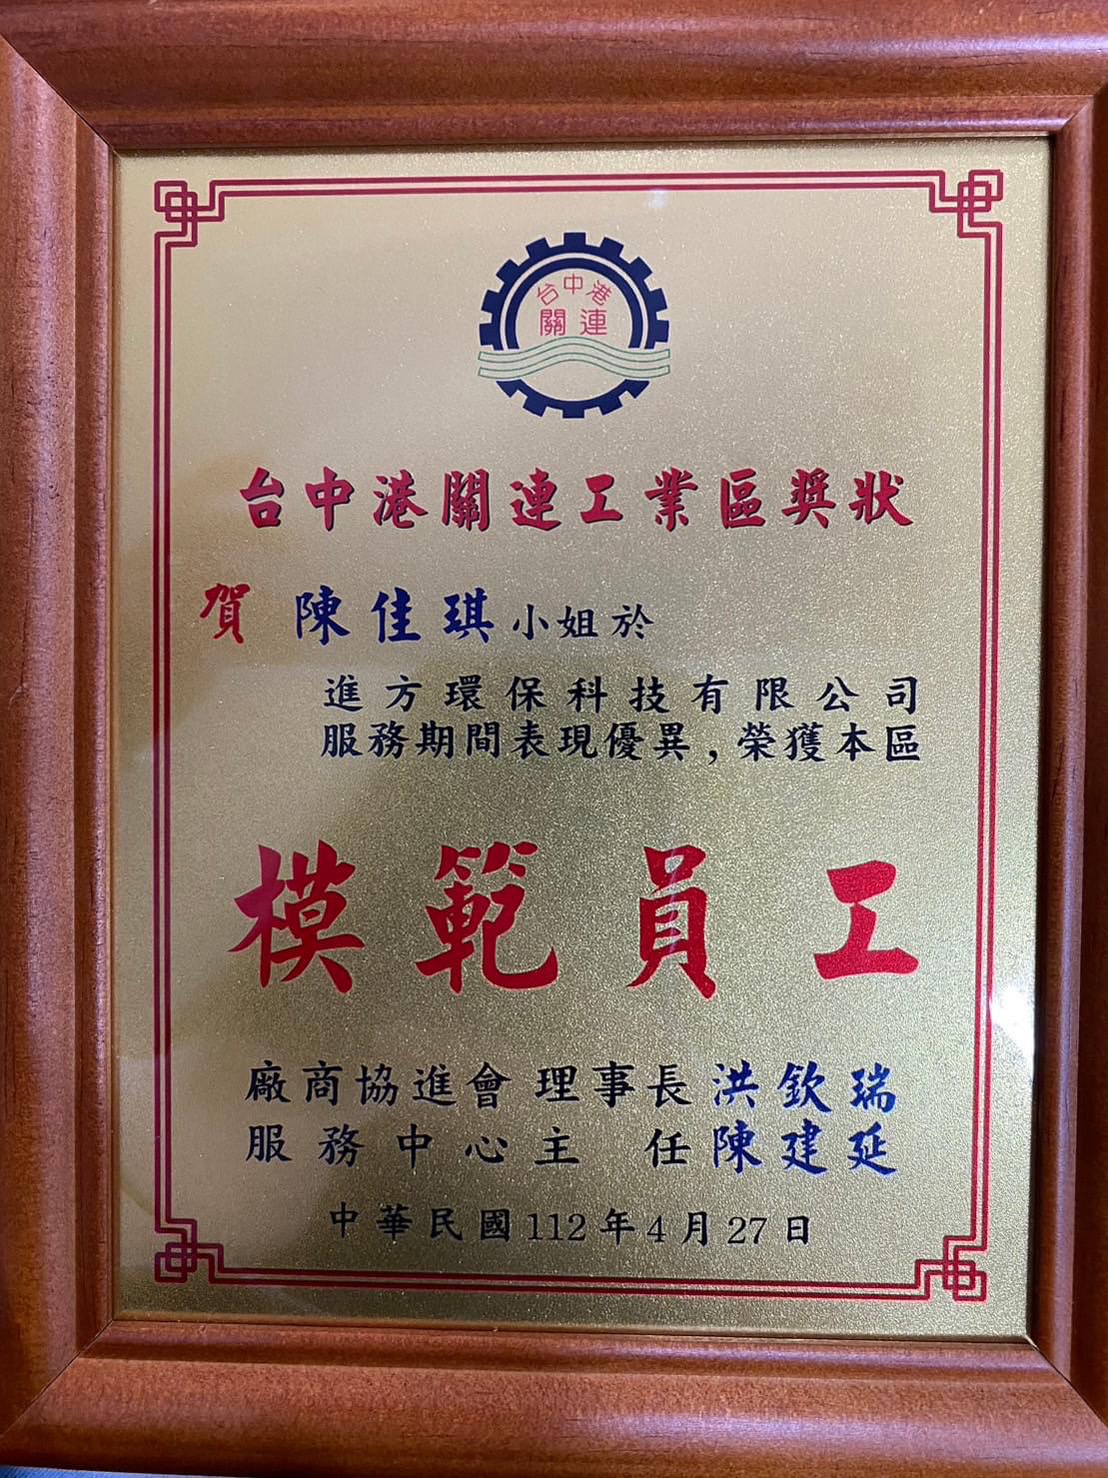 台中港
關連
台中港關連工業區獎狀
賀 陳佳琪小姐於
進方環保科技有限公司
服務期間表現優異,榮獲本區
模範員工
廠商協進會 理事長洪欽瑞
服務中心主 任陳建延
中華民國112年4月27日